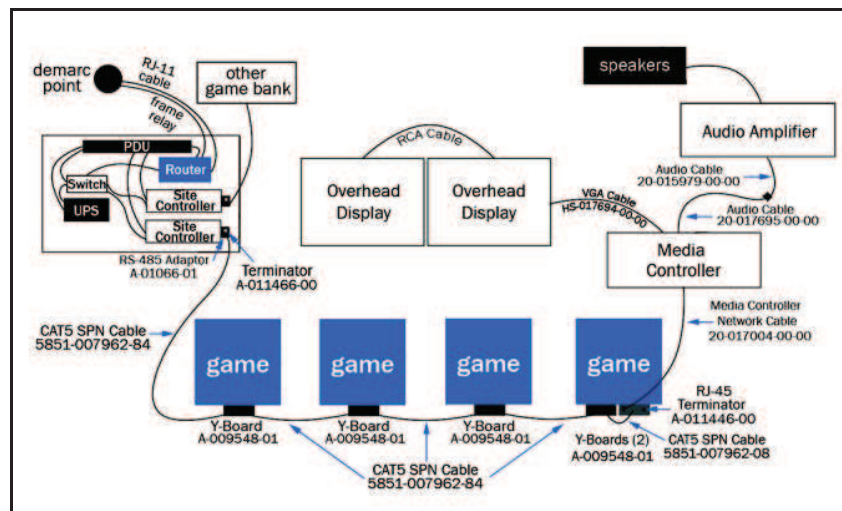 demarc
point
RJ-11
cable
frame
relay
other
game bank
PDU
Router
Switch
UPS
Site
Controller
Site
Controller
RS-485 Adaptor
A-01066-01
Terminator
A-011466-00
RCA Cable
Overhead
Display
Overhead
Display
VGA Cable
HS-017694-00-00
speakers
Audio Amplifier
Audio Cable
20-015979-00-00
Audio Cable
20-017695-00-00
Media
Controller
Media Controller
Network Cable
20-017004-00-00
CAT5 SPN Cable
5851-007962-84
game
game
game
game
RJ-45
Terminator
A-011446-00
Y-Board
A-009548-01
Y-Board
A-009548-01
Y-Board
A-009548-01
Y-Boards (2)
A-009548-01
CAT5 SPN Cable
5851-007962-08
CAT5 SPN Cable
5851-007962-84